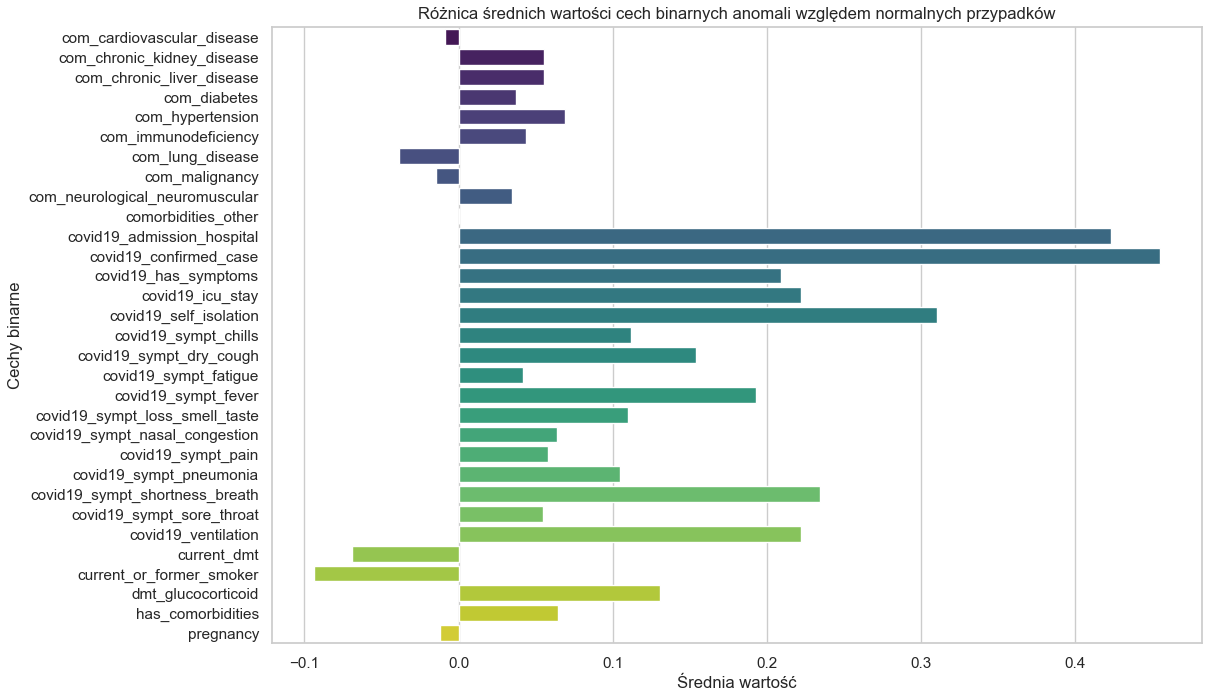 Różnica średnich wartości cech binarnych anomali względem normalnych przypadków
Cechy binarne
com_cardiovascular_disease
com_chronic_kidney_disease
com_chronic_liver_disease
com_diabetes
com_hypertension
com_immunodeficiency
com_lung_disease
com_malignancy
com_neurological_neuromuscular
comorbidities_other
covid19_admission_hospital
covid19_confirmed_case
covid19_has_symptoms
covid19_icu_stay
covid19_self_isolation
covid19_sympt_chills
covid19_sympt_dry_cough
covid19_sympt_fatigue
covid19_sympt_fever
covid19_sympt_loss_smell_taste
covid19_sympt_nasal_congestion
covid19_sympt_pain
covid19_sympt_pneumonia
covid19_sympt_shortness_breath
covid19_sympt_sore_throat
covid19_ventilation
current_dmt
current_or_former_smoker
dmt_glucocorticoid
has_comorbidities
pregnancy
−0.1 0.0 0.1 0.2 0.3 0.4
Średnia wartość